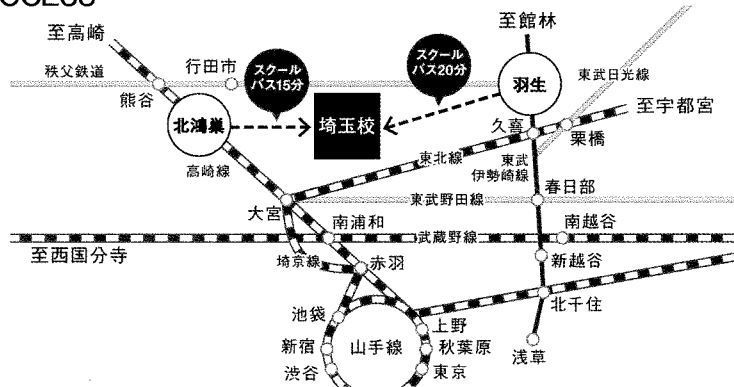 ACCESS
至高崎
至館林
秩父鉄道
行田市
スクール
バス15分
スクール
バス20分
羽生
東武日光線
熊谷
北鴻巣
埼玉校
久喜
栗橋
至宇都宮
高崎線
東北線
東武
伊勢崎線
大宮
東武野田線
春日部
南浦和
武蔵野線
南越谷
至西国分寺
埼京線
赤羽
新越谷
池袋
上野
北千住
新宿
山手線
秋葉原
浅草
渋谷
東京